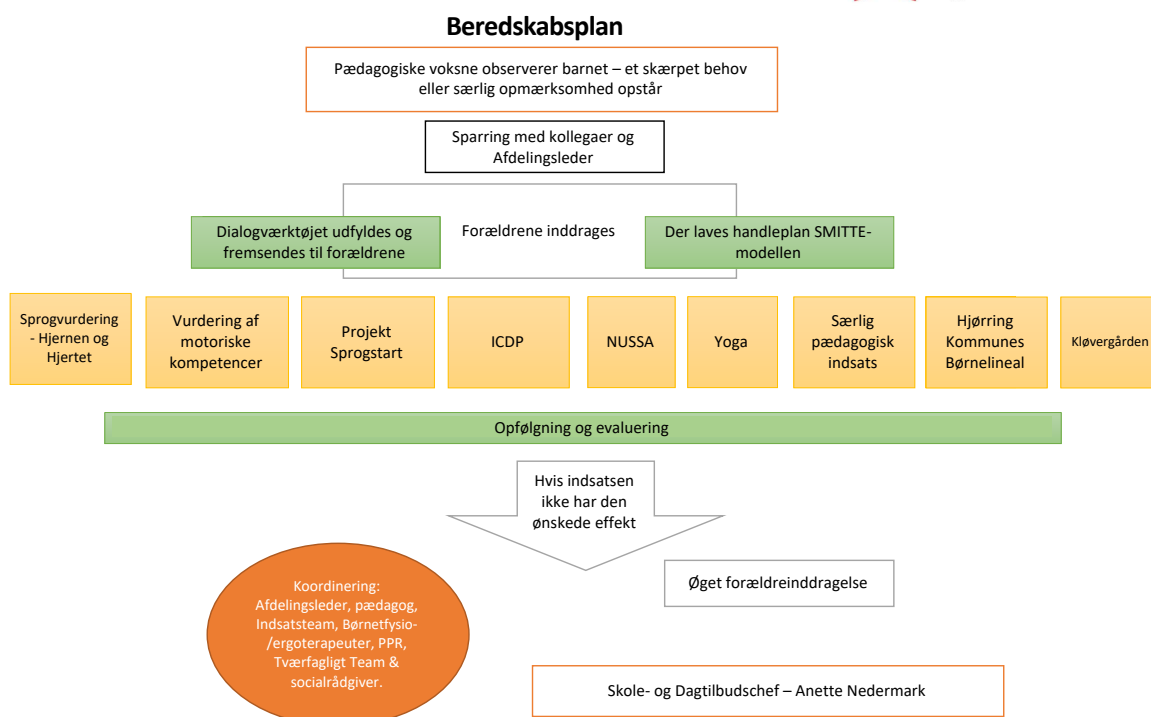 Beredskabsplan
Pædagogiske voksne observerer barnet – et skærpet behov
eller særlig opmærksomhed opstår
Sparring med kollegaer og
Afdelingsleder
Dialogværktøjet udfyldes og
fremsendes til forældrene
Forældrene inddrages
Der laves handleplan SMITTE-
modellen
Sprogvurdering
- Hjernen og
Hjertet
Vurdering af
motoriske
kompetencer
Projekt
Sprogstart
ICDP
NUSSA
Yoga
Særlig
pædagogisk
indsats
Hjørring
Kommunes
Børnelineal
Kløvergården
Opfølgning og evaluering
Hvis indsatsen
ikke har den
ønskede effekt
Koordinering:
Afdelingsleder, pædagog,
Indsatsteam, Børnetfysio-
/ergoterapeuter, PPR,
Tværfagligt Team &
socialrådgiver.
Øget forældreinddragelse
Skole- og Dagtilbudschef – Anette Nedermark